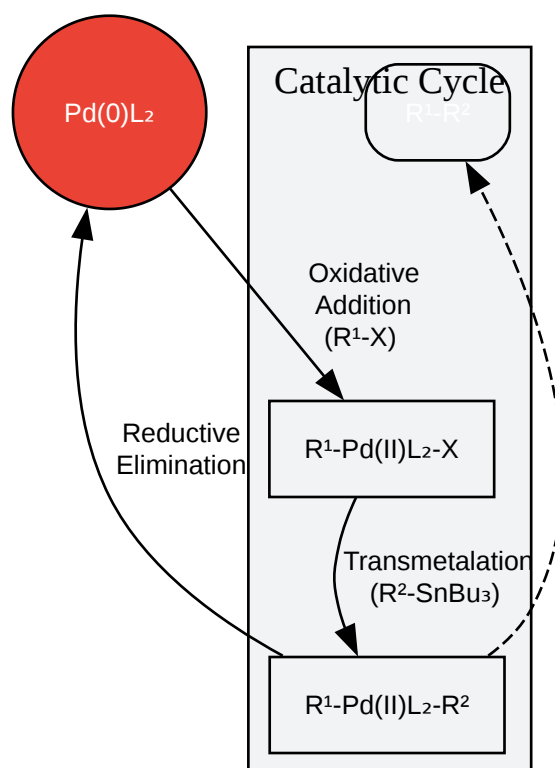 Catalytic Cycle
Pd(0)L₂
R¹-R²
Oxidative
Addition
(R¹-X)
Reductive
Elimination
R¹-Pd(II)L₂-X
Transmetalation
(R²-SnBu₃)
R¹-Pd(II)L₂-R²